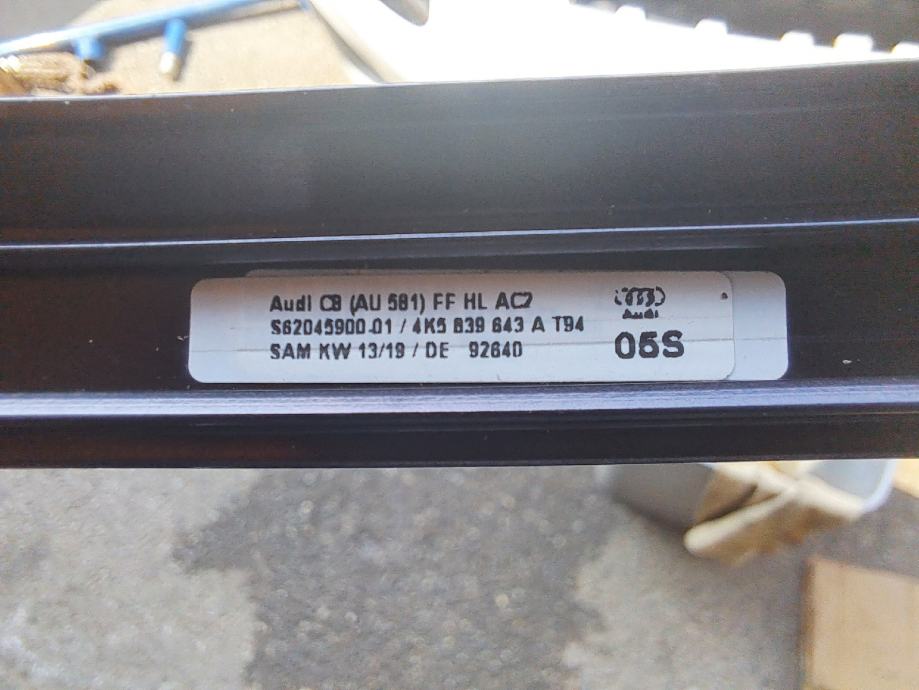 Audi C8 (AU 581) FF HL AC2
S62045900-01 / 4K5 839 643 A T94
SAM KW 13/19 / DE 92640
Audi
05S